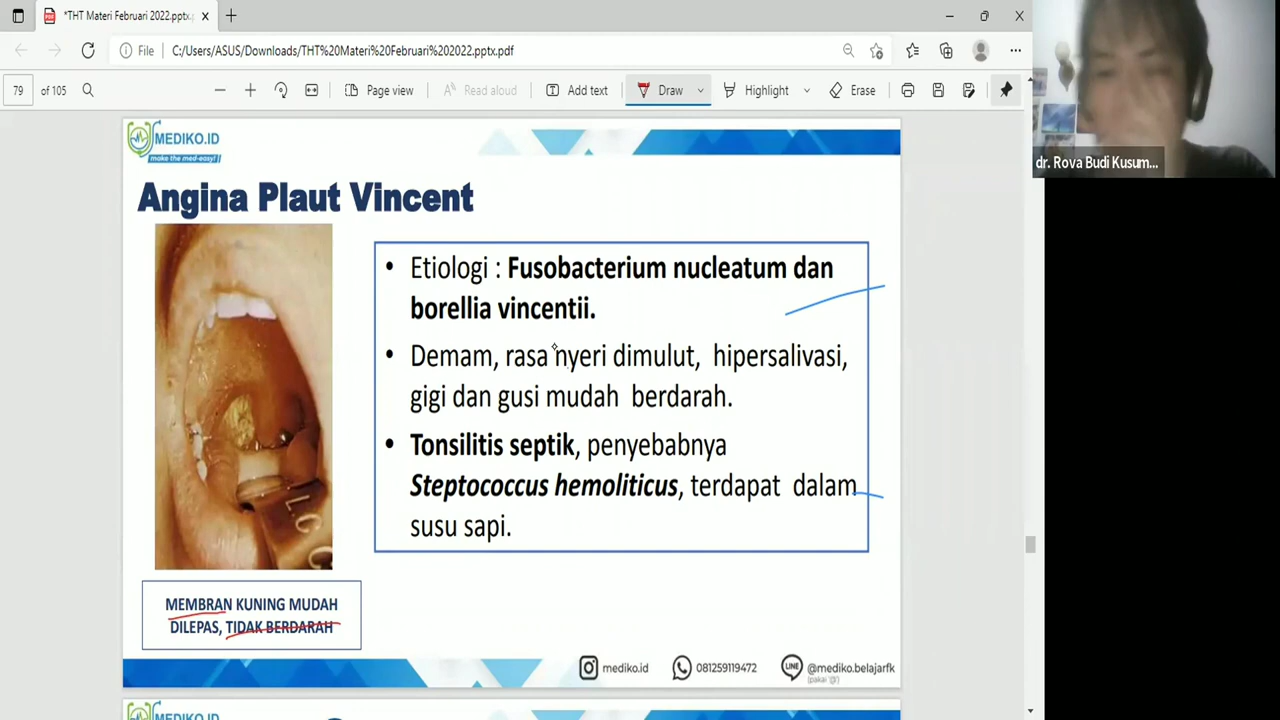 *THT Materi Februari 2022.pptx.
File
C:/Users/ASUS/Downloads/THT%20Materi%20Februari%202022.pptx.pdf
79
of 105
Page view
Read aloud
Add text
Draw
Highlight
Erase
dr. Rova Budi Kusum...
MEDIKO.ID
make the med-easy!
Angina Plaut Vincent
• Etiologi : Fusobacterium nucleatum dan
borellia vincentii.
• Demam, rasa nyeri dimulut, hipersalivasi,
gigi dan gusi mudah berdarah.
• Tonsilitis septik, penyebabnya
Steptococcus hemoliticus, terdapat dalam
susu sapi.
L.C
MEMBRAN KUNING MUDAH
DILEPAS, TIDAK BERDARAH
mediko.id
081259119472
LINE
@mediko.belajarfk
(pakai '@')
MEDIKO.ID